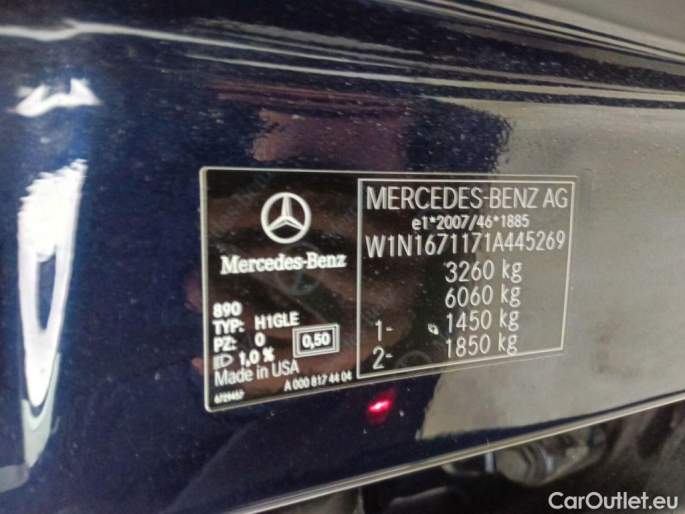 Mercedes-Benz
890
TYP: H1GLE
PZ: 0
1,0 %
0,50
Made in USA
A 000 817 44 04
MERCEDES-BENZ AG
e1*2007/46*1885
W1N1671171A445269
3260 kg
6060 kg
1- 1450 kg
2- 1850 kg
CarOutlet.eu